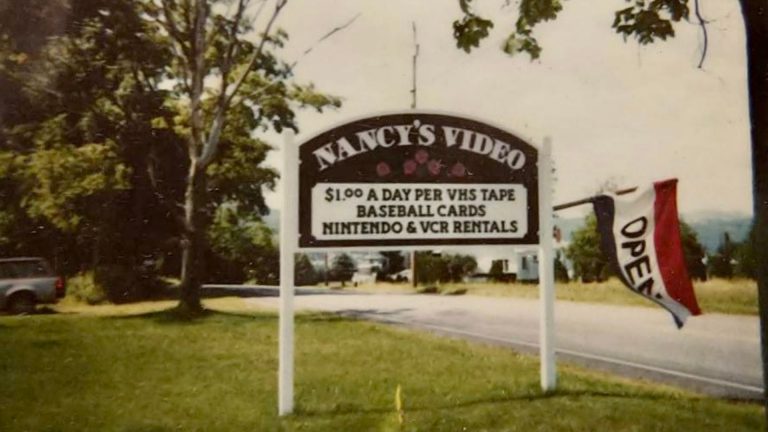 NANCY'S VIDEO
$1.00 A DAY PER VHS TAPE
BASEBALL CARDS
NINTENDO & VCR RENTALS
OPEN